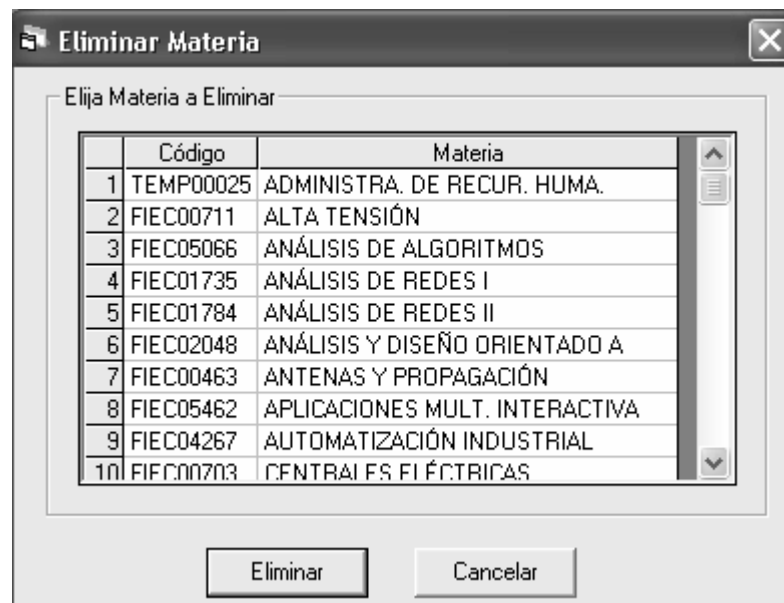 Eliminar Materia
Elija Materia a Eliminar
Código Materia
1 TEMP00025 ADMINISTRA. DE RECUR. HUMA.
2 FIEC00711 ALTA TENSIÓN
3 FIEC05066 ANÁLISIS DE ALGORITMOS
4 FIEC01735 ANÁLISIS DE REDES I
5 FIEC01784 ANÁLISIS DE REDES II
6 FIEC02048 ANÁLISIS Y DISEÑO ORIENTADO A
7 FIEC00463 ANTENAS Y PROPAGACIÓN
8 FIEC05462 APLICACIONES MULT. INTERACTIVA
9 FIEC04267 AUTOMATIZACIÓN INDUSTRIAL
10 FIEC00703 CENTRALES ELÉCTRICAS
Eliminar Cancelar